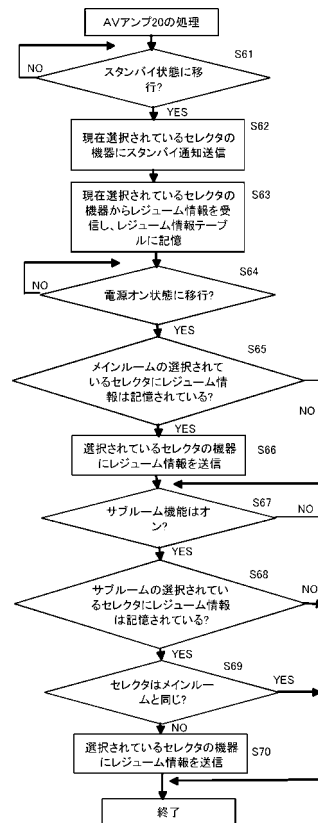 AVアンプ20の処理
S61
スタンバイ状態に移
行?
NO
YES
S62
現在選択されているセレクタの
機器にスタンバイ通知送信
S63
現在選択されているセレクタの
機器からレジューム情報を受
信し、レジューム情報テーブ
ルに記憶
S64
NO
電源オン状態に移行?
YES
S65
メインルームの選択されて
いるセレクタにレジューム情
報は記憶されている?
NO
YES
S66
選択されているセレクタの機器
にレジューム情報を送信
S67
サブルーム機能はオ
ン?
NO
YES
S68
サブルームの選択されてい
るセレクタにレジューム情報
は記憶されている?
NO
YES
S69
セレクタはメインルー
ムと同じ?
YES
NO
S70
選択されているセレクタの機器
にレジューム情報を送信
終了